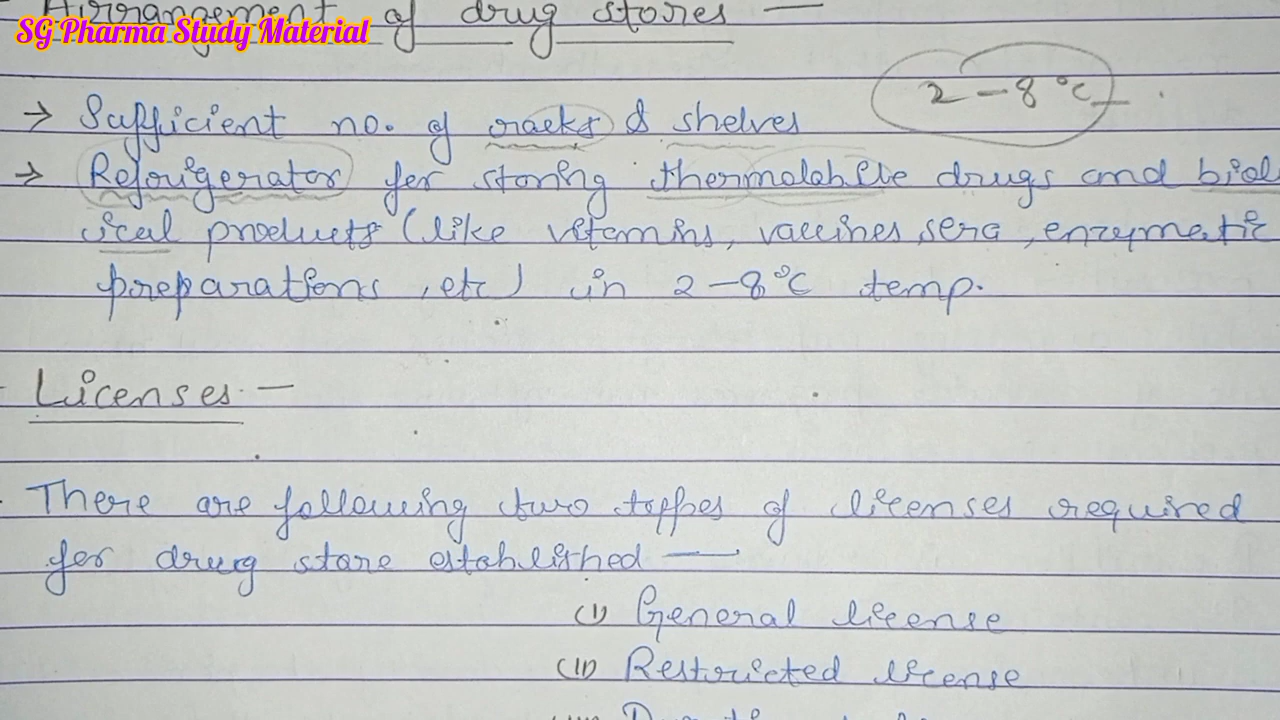 Arrangement of drug stores —
SG Pharma Study Material
2 – 8 °C
→ Sufficient no. of racks & shelves
→ Refrigerator for storing thermolabile drugs and biol
ical products (like vitamins, vaccines, sera, enzymatic
preparations, etc) in 2 – 8°C temp.
Licenses –
There are following two types of licenses required
for drug store established —
(I) General license
(II) Restricted license